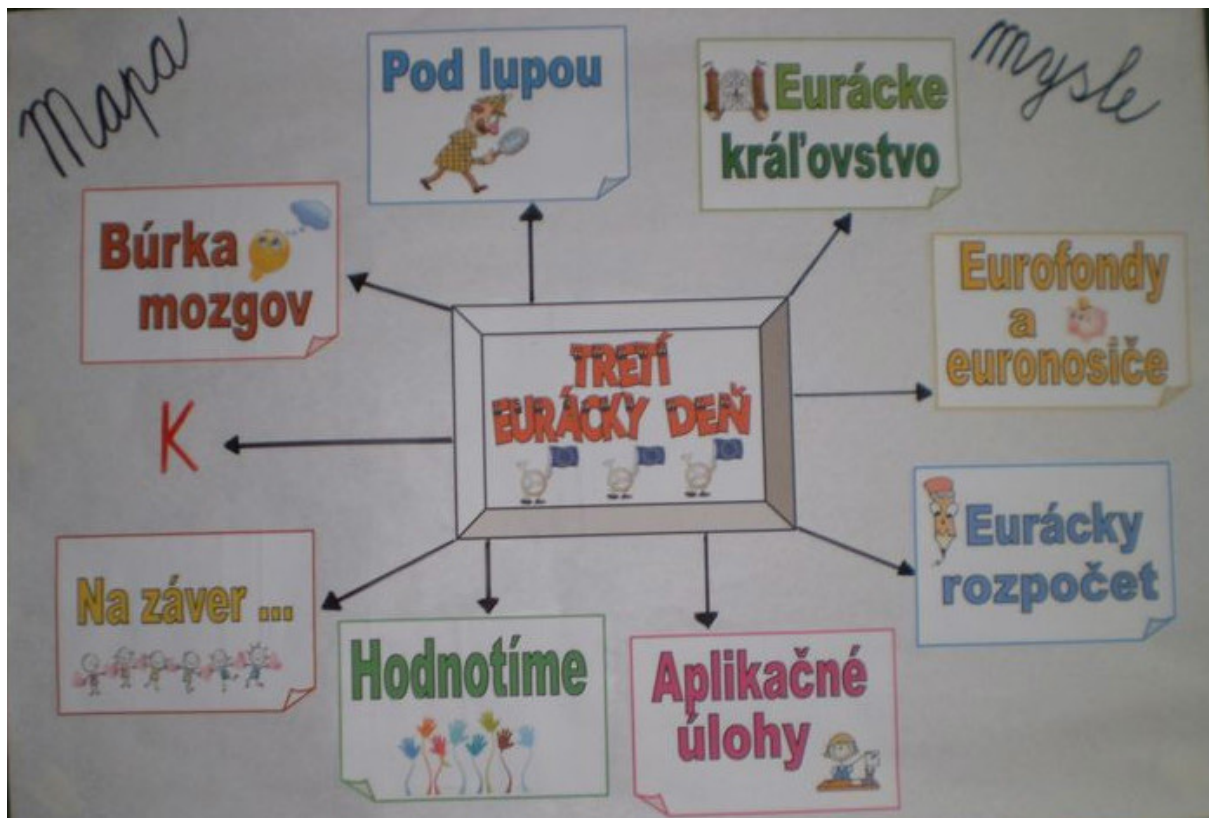 Mapa mysle
Pod lupou
Eurácke
kráľovstvo
Búrka
mozgov
Eurofondy
a
euronosiče
TRETÍ
EURÁCKY DEŇ
K
Eurácky
rozpočet
Na záver ...
Hodnotíme
Aplikačné
úlohy